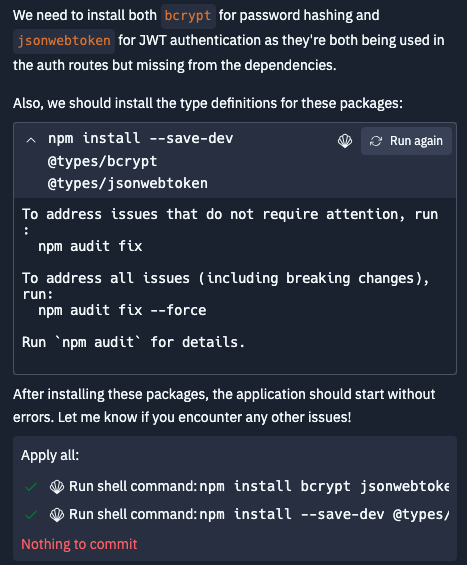 We need to install both bcrypt for password hashing and
jsonwebtoken for JWT authentication as they're both being used in
the auth routes but missing from the dependencies.
Also, we should install the type definitions for these packages:
npm install --save-dev
@types/bcrypt
@types/jsonwebtoken
Run again
To address issues that do not require attention, run
:
npm audit fix
To address all issues (including breaking changes),
run:
npm audit fix --force
Run `npm audit` for details.
After installing these packages, the application should start without
errors. Let me know if you encounter any other issues!
Apply all:
Run shell command: npm install bcrypt jsonwebtoke
Run shell command: npm install --save-dev @types/
Nothing to commit